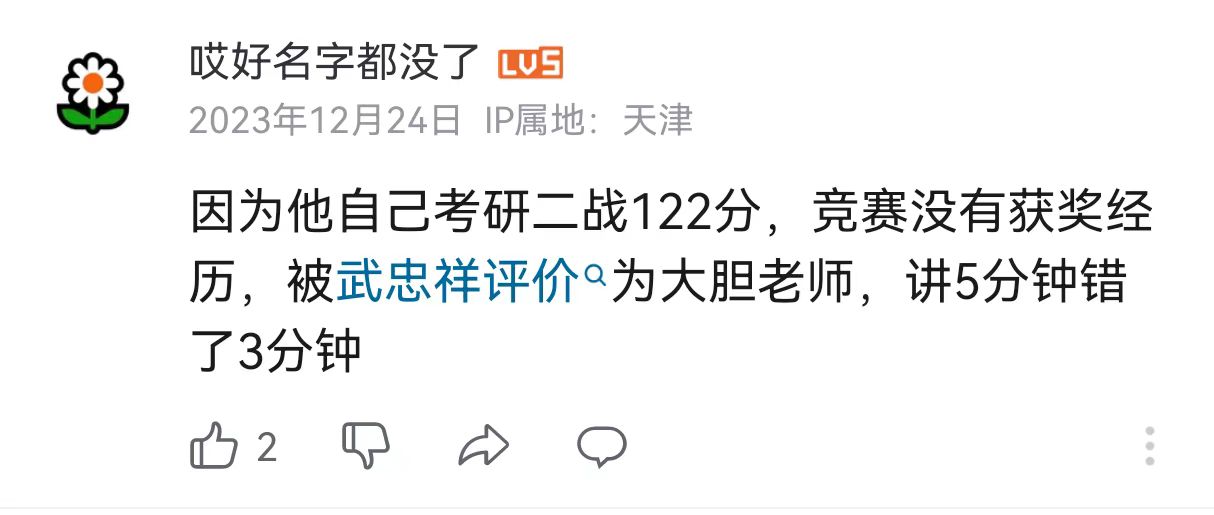 哎好名字都没了 LV5
2023年12月24日 IP属地：天津
因为他自己考研二战122分，竞赛没有获奖经
历，被武忠祥评价为大胆老师，讲5分钟错
了3分钟
2